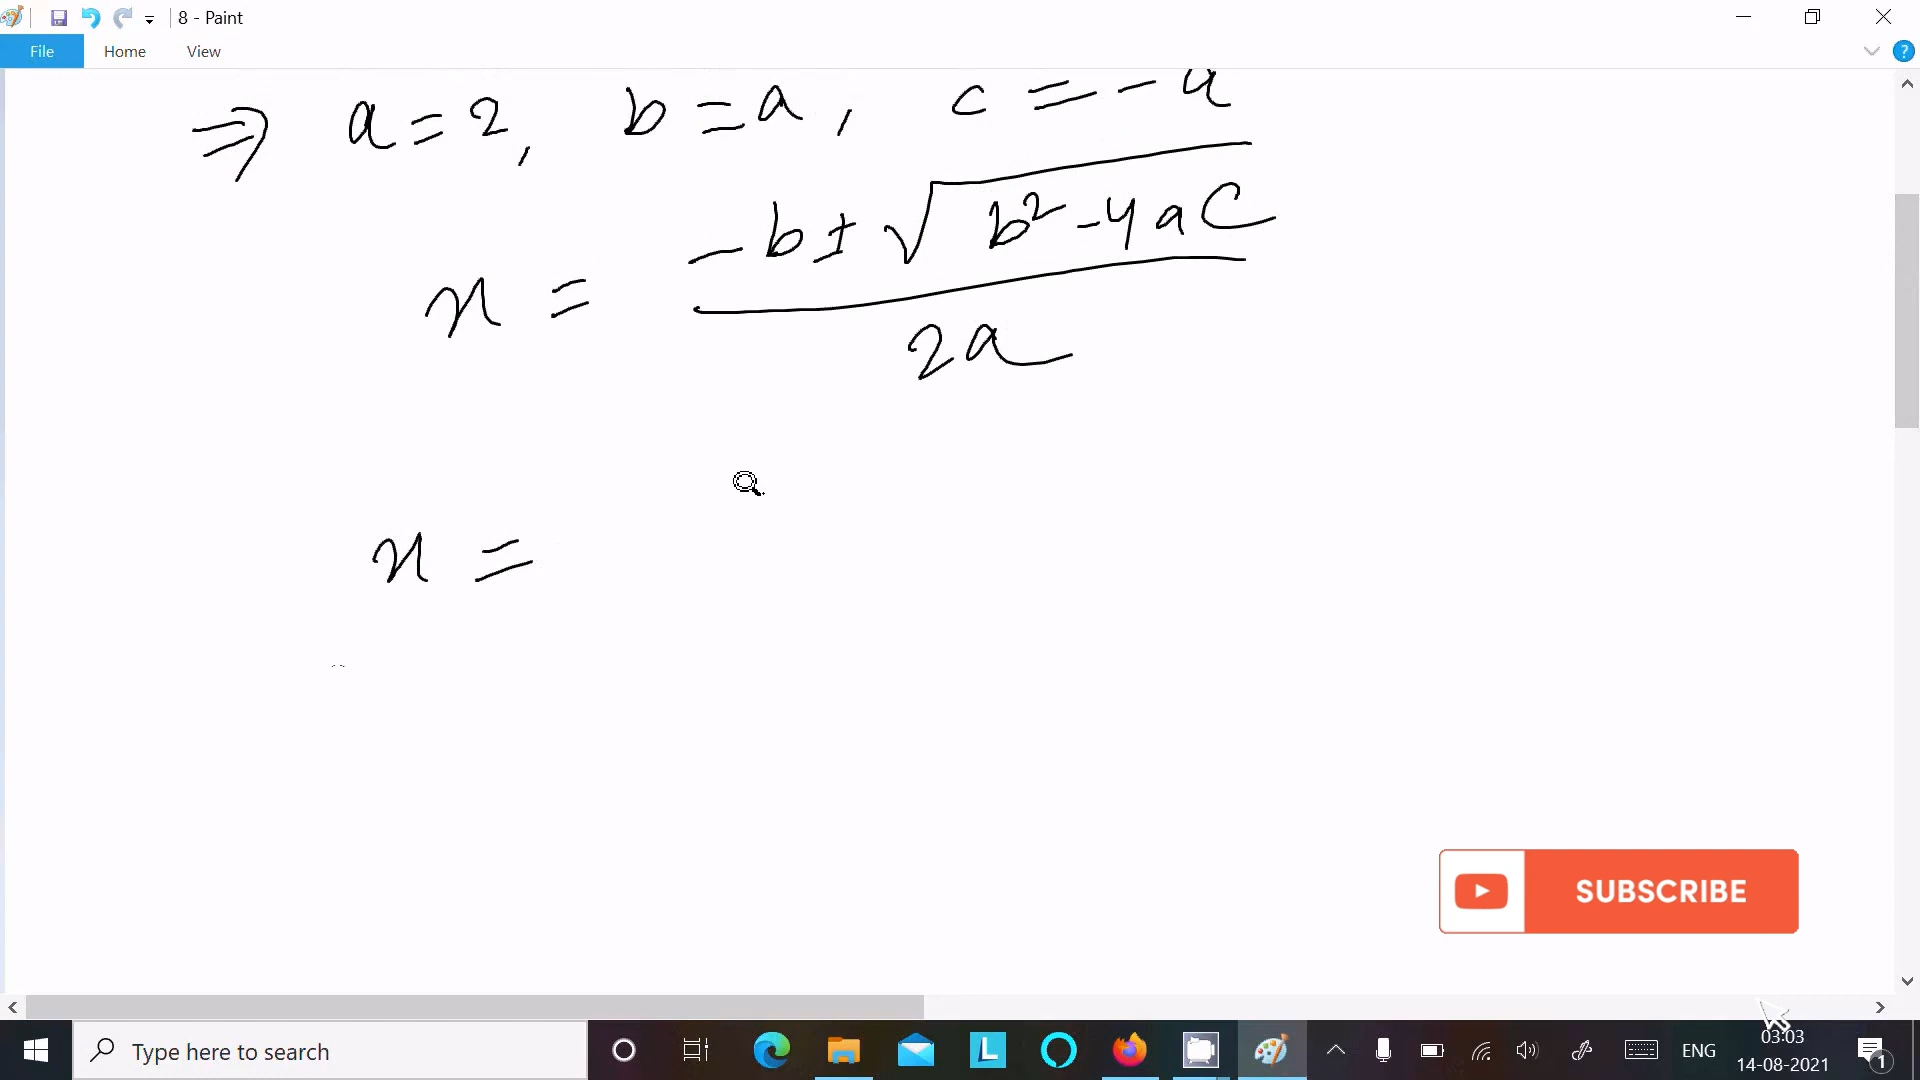 8 - Paint
File Home View
⇒ a = 2, b = a, c = - a
x = (-b ± √(b² - 4aC)) / 2a
x =
SUBSCRIBE
Type here to search
L
ENG
03:03
14-08-2021
1